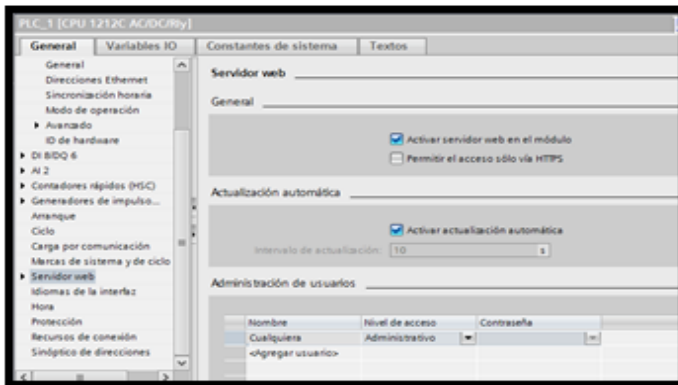 PLC_1 [CPU 1212C AC/DC/Rly]
General Variables IO Constantes de sistema Textos
General
Direcciones Ethernet
Sincronización horaria
Modo de operación
Avanzado
ID de hardware
DI 8/DQ 6
AI 2
Contadores rápidos (HSC)
Generadores de impulso...
Arranque
Ciclo
Carga por comunicación
Marcas de sistema y de ciclo
Servidor web
Idiomas de la interfaz
Hora
Protección
Recursos de conexión
Sinóptico de direcciones
Servidor web
General
Activar servidor web en el módulo
Permitir el acceso sólo vía HTTPS
Actualización automática
Activar actualización automática
Intervalo de actualización: 10 s
Administración de usuarios
Nombre Nivel de acceso Contraseña
Cualquiera Administrativo
<Agregar usuario>